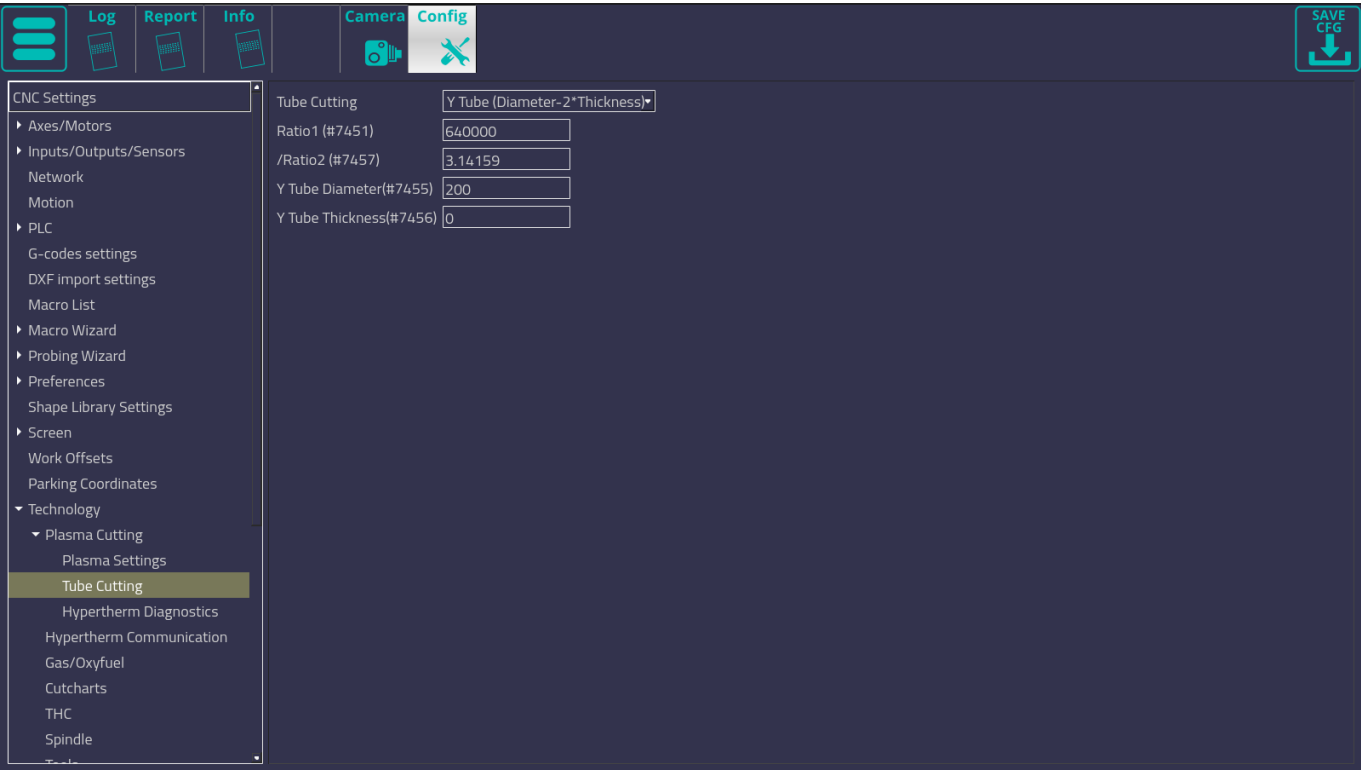 Log
Report
Info
Camera
Config
SAVE
CFG
CNC Settings
Axes/Motors
Inputs/Outputs/Sensors
Network
Motion
PLC
G-codes settings
DXF import settings
Macro List
Macro Wizard
Probing Wizard
Preferences
Shape Library Settings
Screen
Work Offsets
Parking Coordinates
Technology
Plasma Cutting
Plasma Settings
Tube Cutting
Hypertherm Diagnostics
Hypertherm Communication
Gas/Oxyfuel
Cutcharts
THC
Spindle
Tube Cutting Y Tube (Diameter-2*Thickness)
Ratio1 (#7451) 640000
/Ratio2 (#7457) 3.14159
Y Tube Diameter(#7455) 200
Y Tube Thickness(#7456) 0